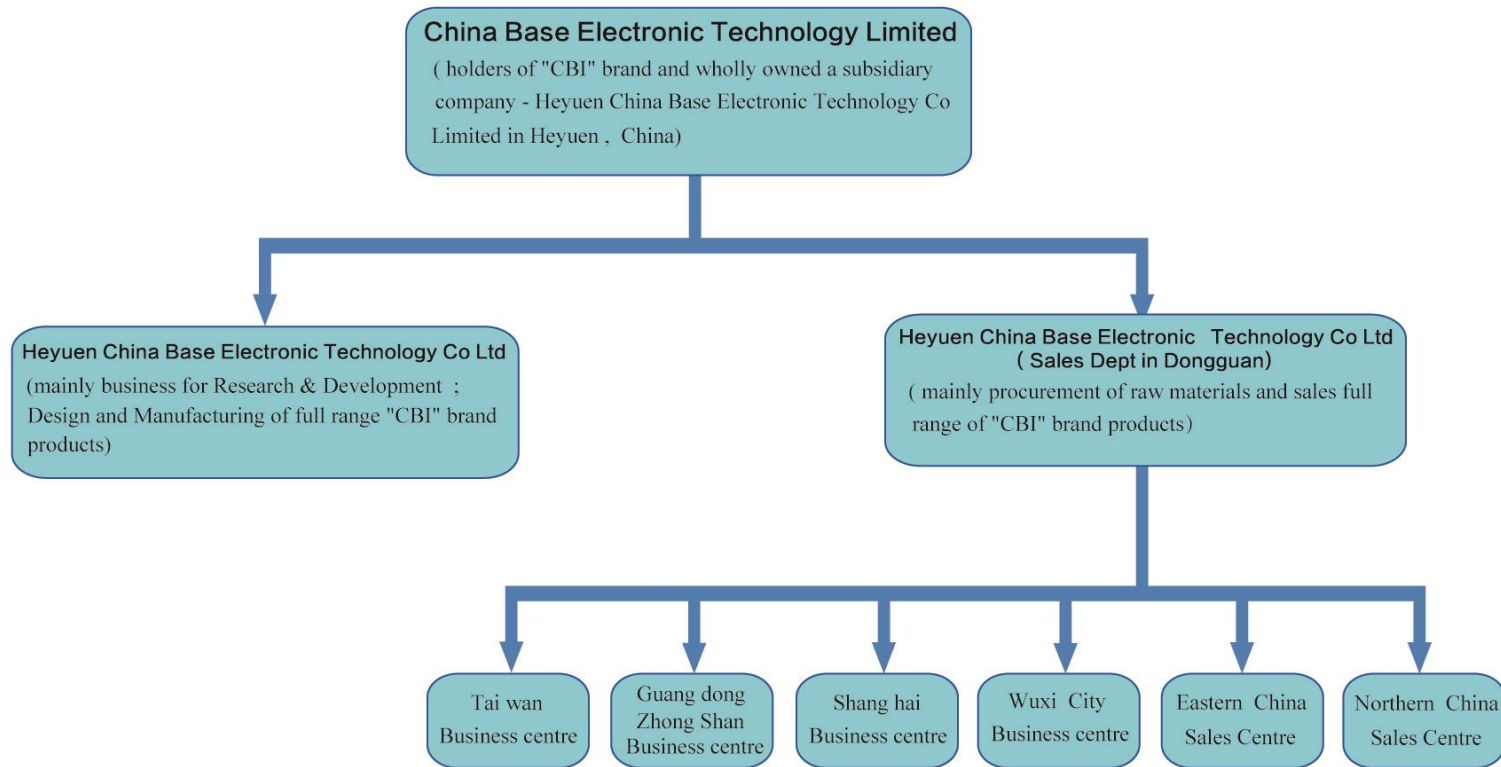 China Base Electronic Technology Limited
( holders of "CBI" brand and wholly owned a subsidiary
company - Heyuen China Base Electronic Technology Co
Limited in Heyuen , China)
Heyuen China Base Electronic Technology Co Ltd
(mainly business for Research & Development ;
Design and Manufacturing of full range "CBI" brand
products)
Heyuen China Base Electronic Technology Co Ltd
( Sales Dept in Dongguan)
( mainly procurement of raw materials and sales full
range of "CBI" brand products)
Tai wan
Business centre
Guang dong
Zhong Shan
Business centre
Shang hai
Business centre
Wuxi City
Business centre
Eastern China
Sales Centre
Northern China
Sales Centre